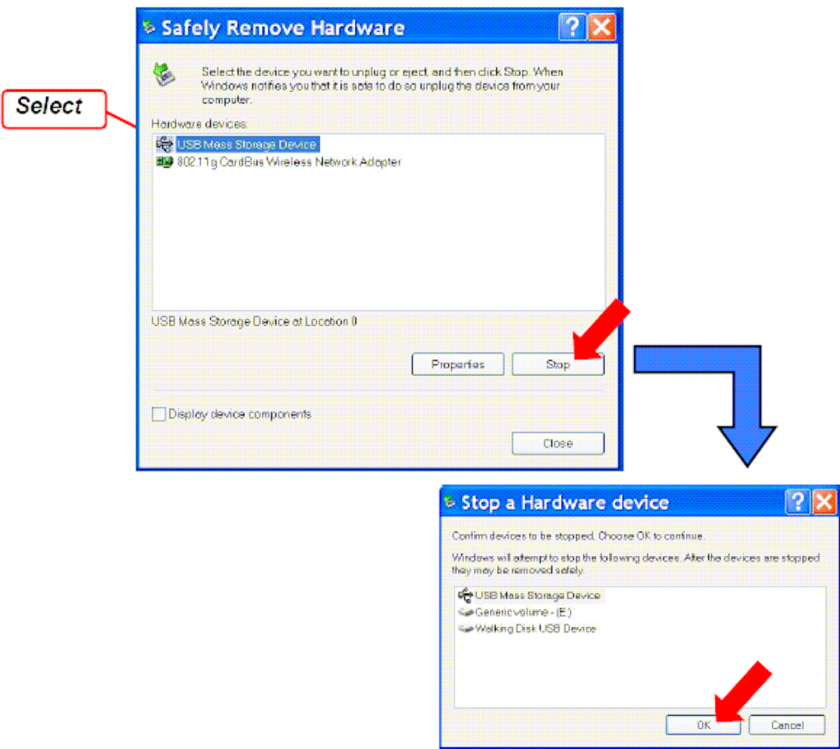 Safely Remove Hardware
Select the device you want to unplug or eject, and then click Stop. When
Windows notifies you that it is safe to do so unplug the device from your
computer.
Select
Hardware devices:
USB Mass Storage Device
802.11g CardBus Wireless Network Adapter
USB Mass Storage Device at Location 0
Properties
Stop
Display device components
Close
Stop a Hardware device
Confirm devices to be stopped. Choose OK to continue.
Windows will attempt to stop the following devices. After the devices are stopped
they may be removed safely.
USB Mass Storage Device
Generic volume - (E:)
Walking Disk USB Device
OK
Cancel